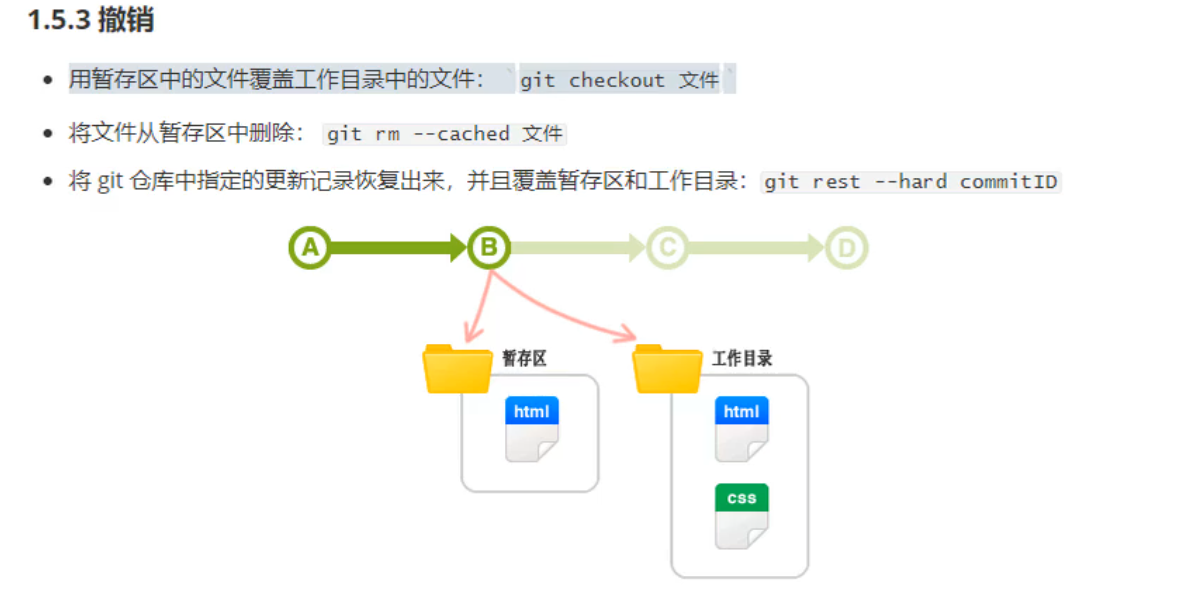 1.5.3 撤销
• 用暂存区中的文件覆盖工作目录中的文件： `git checkout 文件`
• 将文件从暂存区中删除： git rm --cached 文件
• 将 git 仓库中指定的更新记录恢复出来，并且覆盖暂存区和工作目录：git rest --hard commitID
A B C D
暂存区 工作目录
html html
css